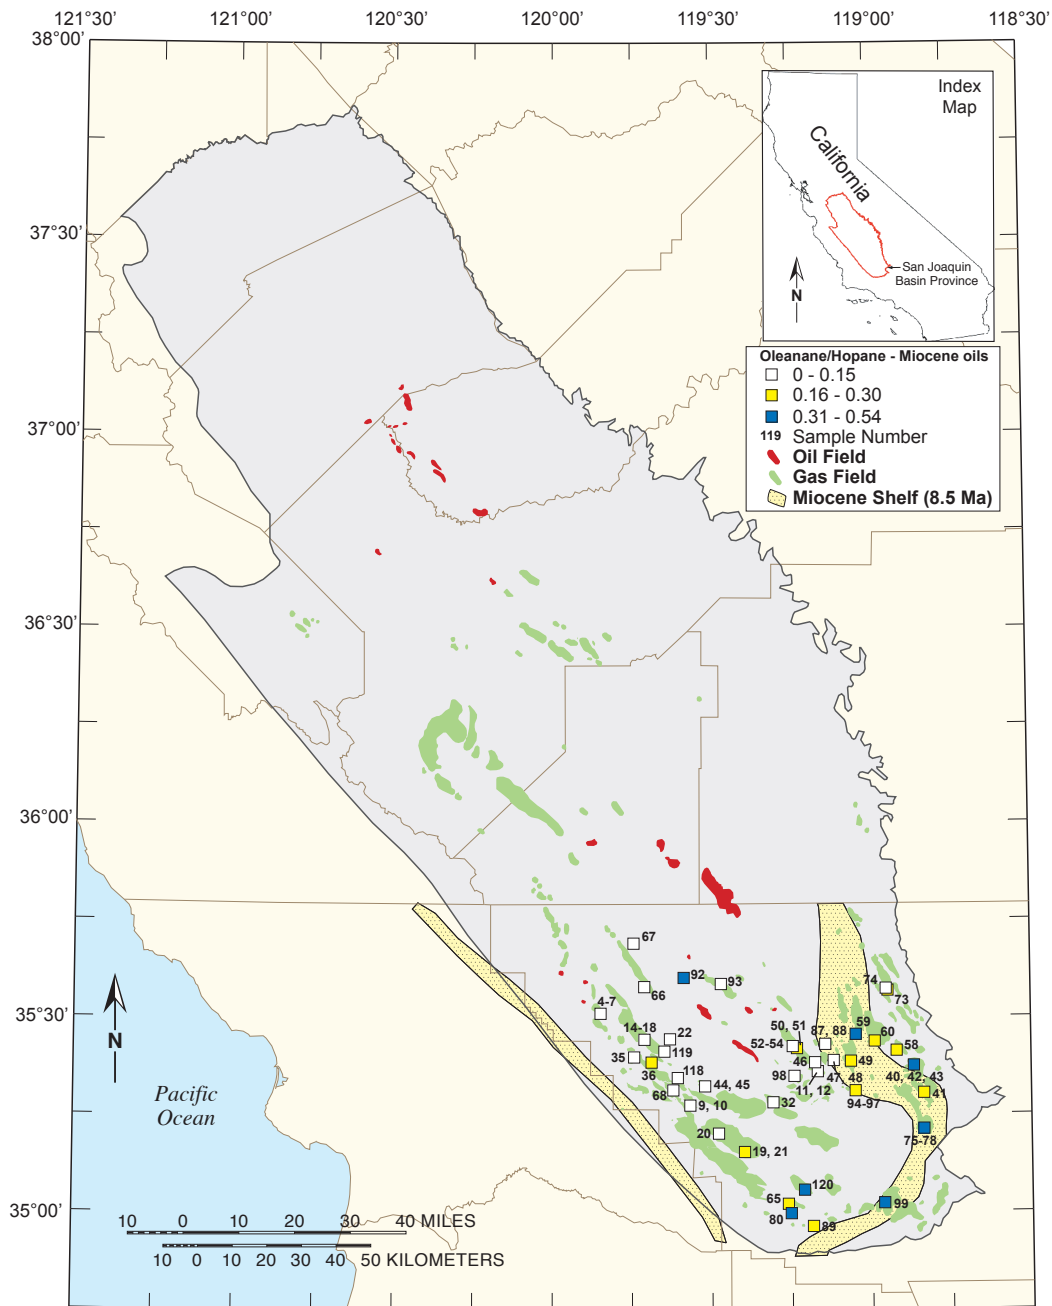 121°30'
121°00'
120°30'
120°00'
119°30'
119°00'
118°30'
38°00'
37°30'
37°00'
36°30'
36°00'
35°30'
35°00'
Index
Map
California
San Joaquin
Basin Province
N
Oleanane/Hopane - Miocene oils
0 - 0.15
0.16 - 0.30
0.31 - 0.54
119 Sample Number
Oil Field
Gas Field
Miocene Shelf (8.5 Ma)
67
92
93
66
74
73
4-7
14-18
22
119
35
36
118
68
44, 45
9, 10
50, 51
87, 88
59
60
52-54
58
46
49
98
47, 48
40, 42, 43
11, 12
94-97
41
32
20
75-78
19, 21
120
65
80
89
99
N
Pacific
Ocean
10 0 10 20 30 40 MILES
10 0 10 20 30 40 50 KILOMETERS